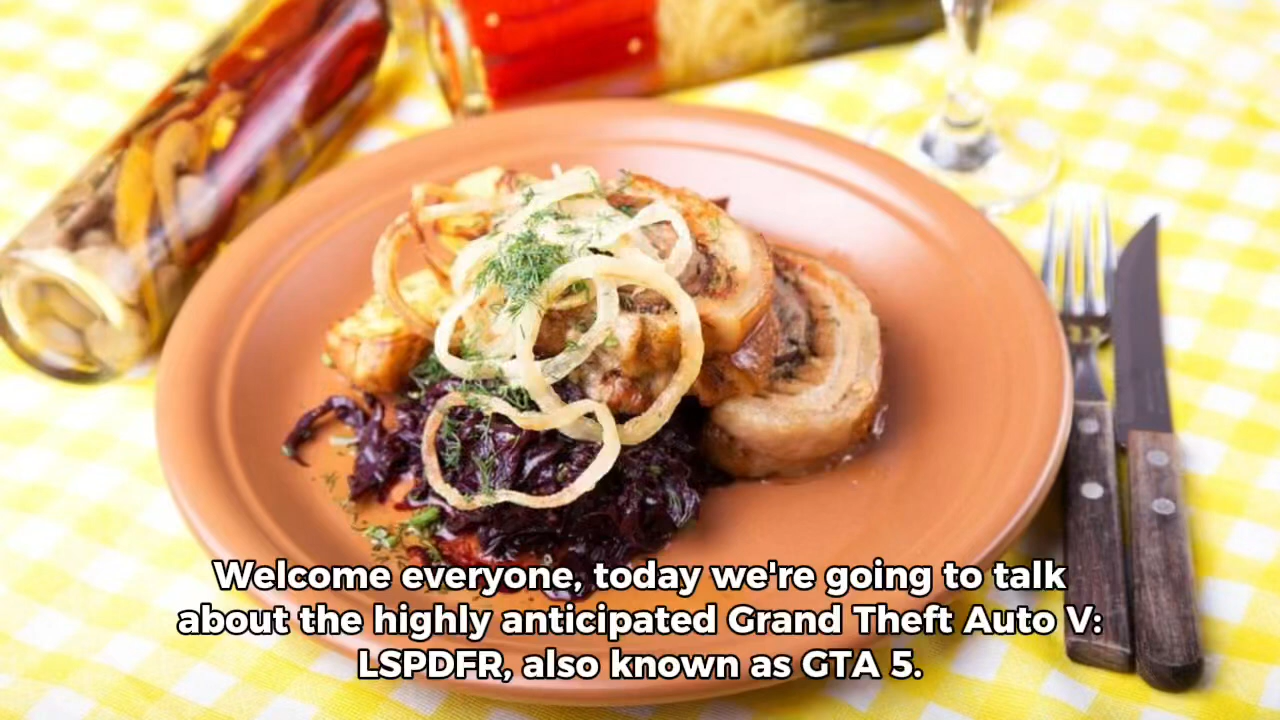 Welcome everyone, today we're going to talk
about the highly anticipated Grand Theft Auto V:
LSPDFR, also known as GTA 5.